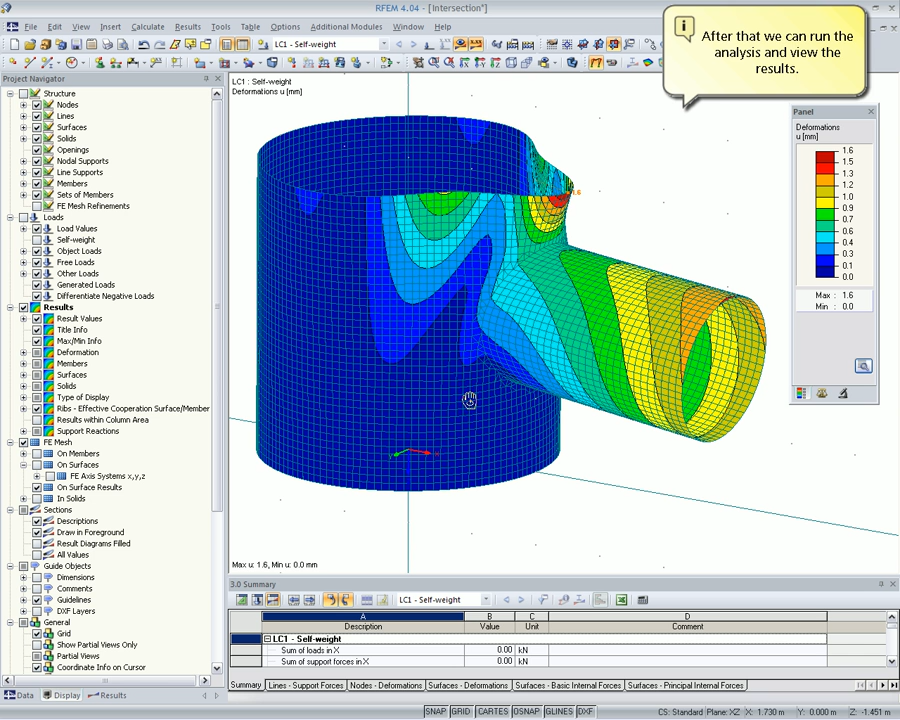 RFEM 4.04 - [Intersection"]
File Edit View Insert Calculate Results Tools Table Options Additional Modules Window Help
LC1 - Self-weight
After that we can run the
analysis and view the
results.
Project Navigator
Structure
Nodes
Lines
Surfaces
Solids
Openings
Nodal Supports
Line Supports
Members
Sets of Members
FE Mesh Refinements
Loads
Load Values
Self-weight
Object Loads
Free Loads
Other Loads
Generated Loads
Differentiate Negative Loads
Results
Result Values
Title Info
Max/Min Info
Deformation
Members
Surfaces
Solids
Type of Display
Ribs - Effective Cooperation Surface/Member
Results within Column Area
Support Reactions
FE Mesh
On Members
On Surfaces
FE Axis Systems x,y,z
On Surface Results
In Solids
Sections
Descriptions
Draw in Foreground
Result Diagrams Filled
All Values
Guide Objects
Dimensions
Comments
Guidelines
DXF Layers
General
Grid
Show Partial Views Only
Partial Views
Coordinate Info on Cursor
Data Display Results
LC1 : Self-weight
Deformations u [mm]
1.6
Max u: 1.6, Min u: 0.0 mm
Panel
Deformations
u [mm]
1.6
1.5
1.3
1.2
1.0
0.9
0.7
0.6
0.4
0.3
0.1
0.0
Max : 1.6
Min : 0.0
3.0 Summary
LC1 - Self-weight
A B C D
Description Value Unit Comment
LC1 - Self-weight
Sum of loads in X 0.00 kN
Sum of support forces in X 0.00 kN
Summary Lines - Support Forces Nodes - Deformations Surfaces - Deformations Surfaces - Basic Internal Forces Surfaces - Principal Internal Forces
SNAP GRID CARTES OSNAP GLINES DXF CS: Standard Plane: XZ X: 1.730 m Y: 0.000 m Z: -1.451 m